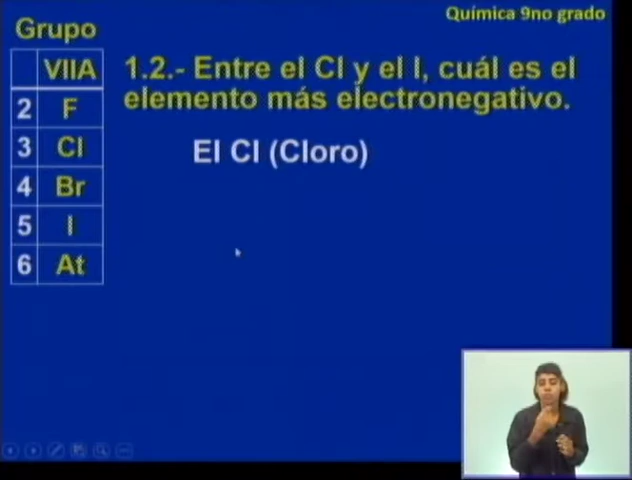 Química 9no grado
Grupo
VIIA
2 F
3 Cl
4 Br
5 I
6 At
1.2.- Entre el Cl y el I, cuál es el
elemento más electronegativo.
El Cl (Cloro)